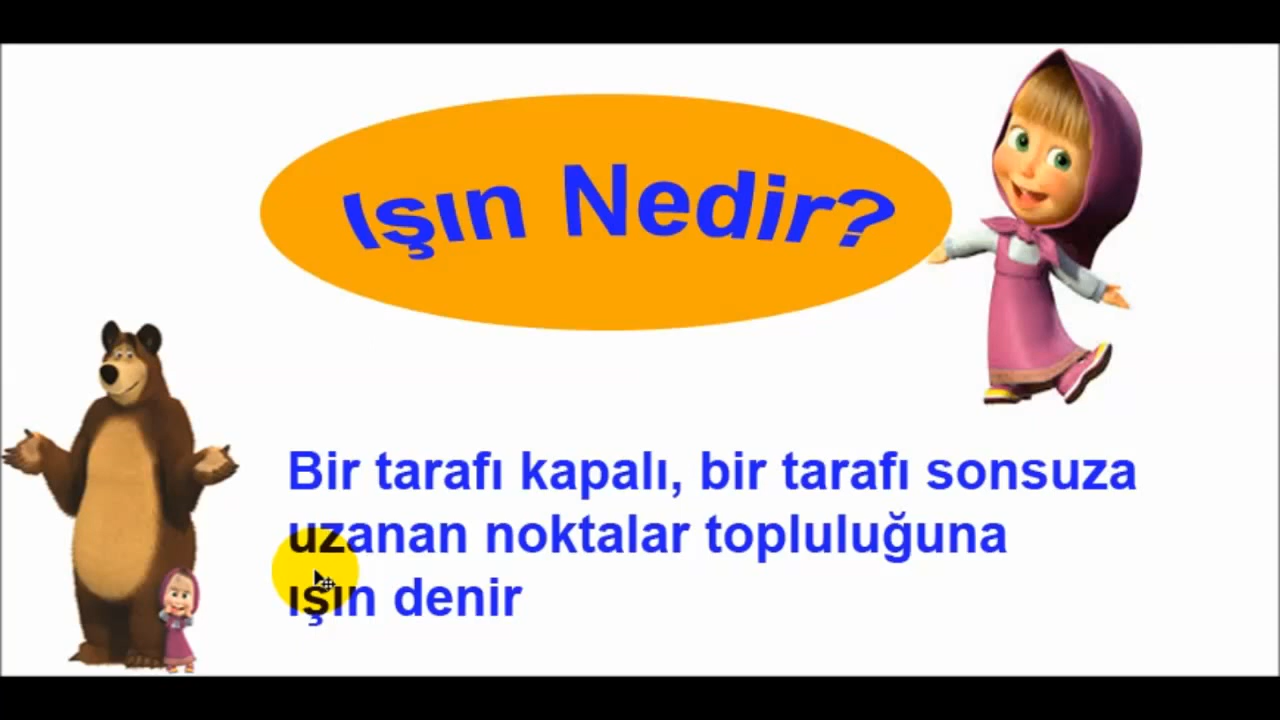 Işın Nedir?
Bir tarafı kapalı, bir tarafı sonsuza
uzanan noktalar topluluğuna
ışın denir